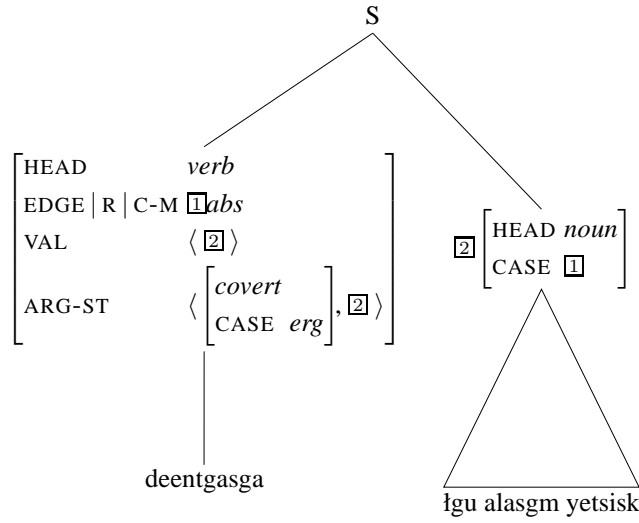 S
HEAD verb
EDGE | R | C-M 1 abs
VAL ⟨ 2 ⟩
ARG-ST ⟨ [covert CASE erg], 2 ⟩
2 [HEAD noun
CASE 1]
deentgasga
łgu alasgm yetsisk